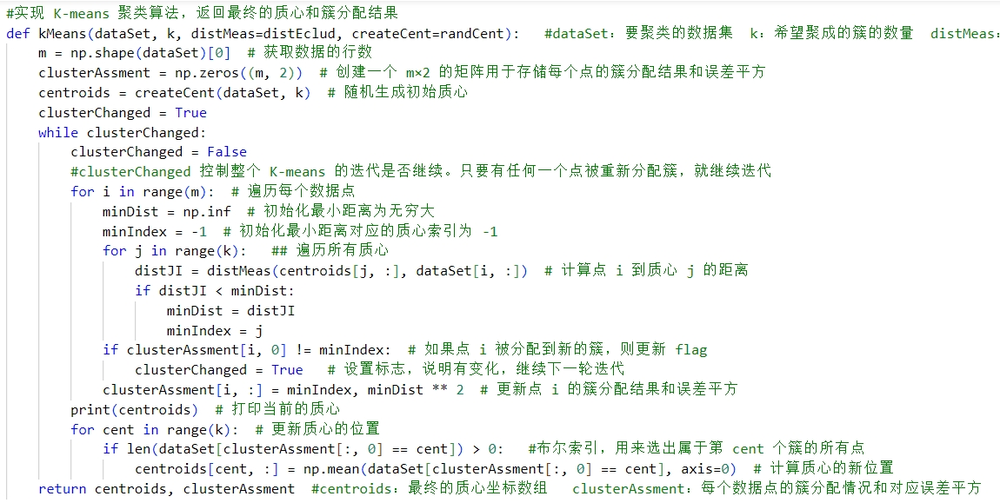 #实现 K-means 聚类算法，返回最终的质心和簇分配结果
def kMeans(dataSet, k, distMeas=distEclud, createCent=randCent):   #dataSet：要聚类的数据集  k：希望聚成的簇的数量  distMeas：
    m = np.shape(dataSet)[0]  # 获取数据的行数
    clusterAssment = np.zeros((m, 2))  # 创建一个 m×2 的矩阵用于存储每个点的簇分配结果和误差平方
    centroids = createCent(dataSet, k)  # 随机生成初始质心
    clusterChanged = True
    while clusterChanged:
        clusterChanged = False
        #clusterChanged 控制整个 K-means 的迭代是否继续。只要有任何一个点被重新分配簇，就继续迭代
        for i in range(m):  # 遍历每个数据点
            minDist = np.inf  # 初始化最小距离为无穷大
            minIndex = -1  # 初始化最小距离对应的质心索引为 -1
            for j in range(k):   ## 遍历所有质心
                distJI = distMeas(centroids[j, :], dataSet[i, :])  # 计算点 i 到质心 j 的距离
                if distJI < minDist:
                    minDist = distJI
                    minIndex = j
            if clusterAssment[i, 0] != minIndex:  # 如果点 i 被分配到新的簇，则更新 flag
                clusterChanged = True   # 设置标志，说明有变化，继续下一轮迭代
            clusterAssment[i, :] = minIndex, minDist ** 2  # 更新点 i 的簇分配结果和误差平方
        print(centroids)  # 打印当前的质心
        for cent in range(k):  # 更新质心的位置
            if len(dataSet[clusterAssment[:, 0] == cent]) > 0:   #布尔索引，用来选出属于第 cent 个簇的所有点
                centroids[cent, :] = np.mean(dataSet[clusterAssment[:, 0] == cent], axis=0)  # 计算质心的新位置
    return centroids, clusterAssment  #centroids：最终的质心坐标数组   clusterAssment：每个数据点的簇分配情况和对应误差平方